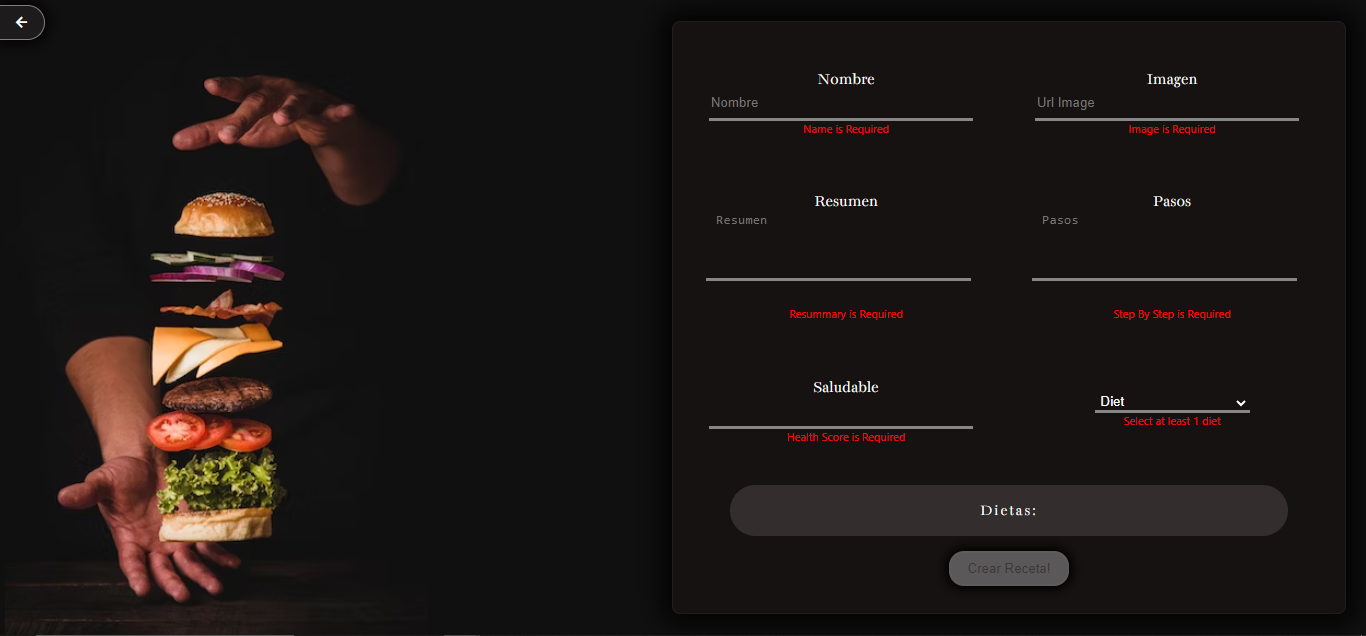 Nombre
Nombre
Name is Required
Imagen
Url Image
Image is Required
Resumen
Resumen
Resummary is Required
Pasos
Pasos
Step By Step is Required
Saludable
Health Score is Required
Diet
Select at least 1 diet
Dietas:
Crear Receta!